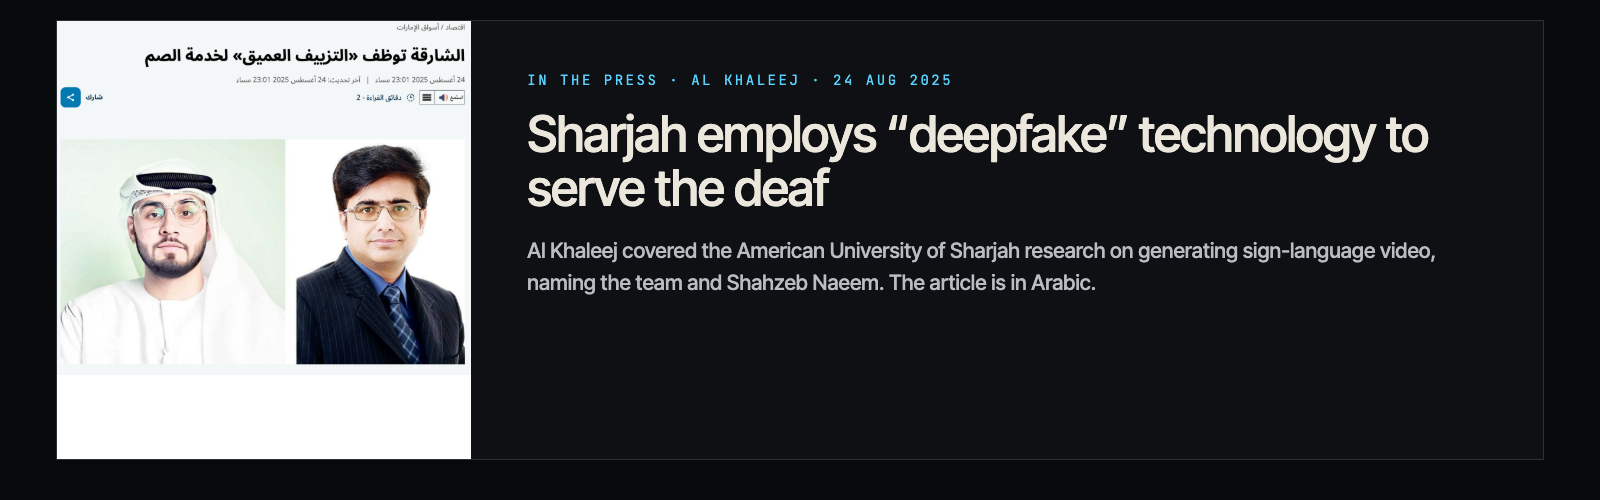 اقتصاد / أسواق الإمارات
الشارقة توظف «التزييف العميق» لخدمة الصم
24 أغسطس 2025 23:01 مساء | آخر تحديث: 24 أغسطس 2025 23:01 مساء
استمع
دقائق القراءة - 2
شارك
IN THE PRESS · AL KHALEEJ · 24 AUG 2025
Sharjah employs “deepfake” technology to
serve the deaf
Al Khaleej covered the American University of Sharjah research on generating sign-language video,
naming the team and Shahzeb Naeem. The article is in Arabic.